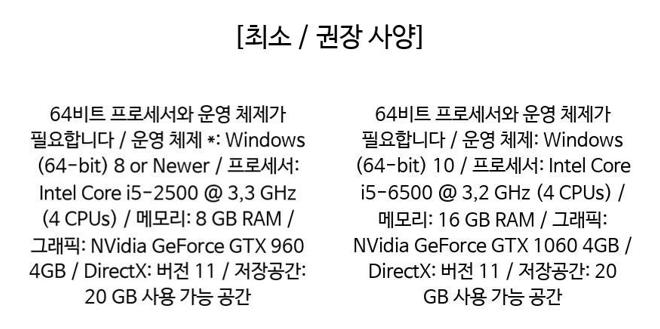 [최소 / 권장 사양]
64비트 프로세서와 운영 체제가
필요합니다 / 운영 체제 *: Windows
(64-bit) 8 or Newer / 프로세서:
Intel Core i5-2500 @ 3,3 GHz
(4 CPUs) / 메모리: 8 GB RAM /
그래픽: NVidia GeForce GTX 960
4GB / DirectX: 버전 11 / 저장공간:
20 GB 사용 가능 공간
64비트 프로세서와 운영 체제가
필요합니다 / 운영 체제: Windows
(64-bit) 10 / 프로세서: Intel Core
i5-6500 @ 3,2 GHz (4 CPUs) /
메모리: 16 GB RAM / 그래픽:
NVidia GeForce GTX 1060 4GB /
DirectX: 버전 11 / 저장공간: 20
GB 사용 가능 공간